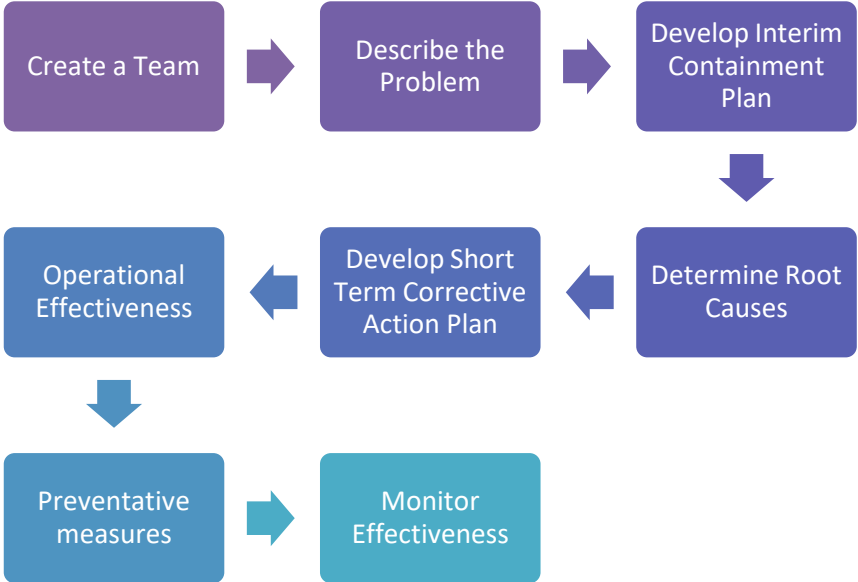 Create a Team
Describe the
Problem
Develop Interim
Containment
Plan
Determine Root
Causes
Develop Short
Term Corrective
Action Plan
Operational
Effectiveness
Preventative
measures
Monitor
Effectiveness